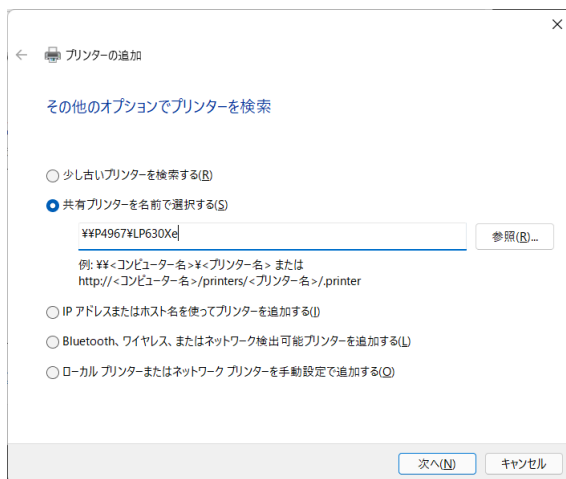 プリンターの追加
その他のオプションでプリンターを検索
少し古いプリンターを検索する(R)
共有プリンターを名前で選択する(S)
¥¥P4967¥LP630Xe
参照(R)...
例: ¥¥<コンピューター名>¥<プリンター名> または
http://<コンピューター名>/printers/<プリンター名>/.printer
IP アドレスまたはホスト名を使ってプリンターを追加する(I)
Bluetooth、ワイヤレス、またはネットワーク検出可能プリンターを追加する(L)
ローカル プリンターまたはネットワーク プリンターを手動設定で追加する(O)
次へ(N)
キャンセル